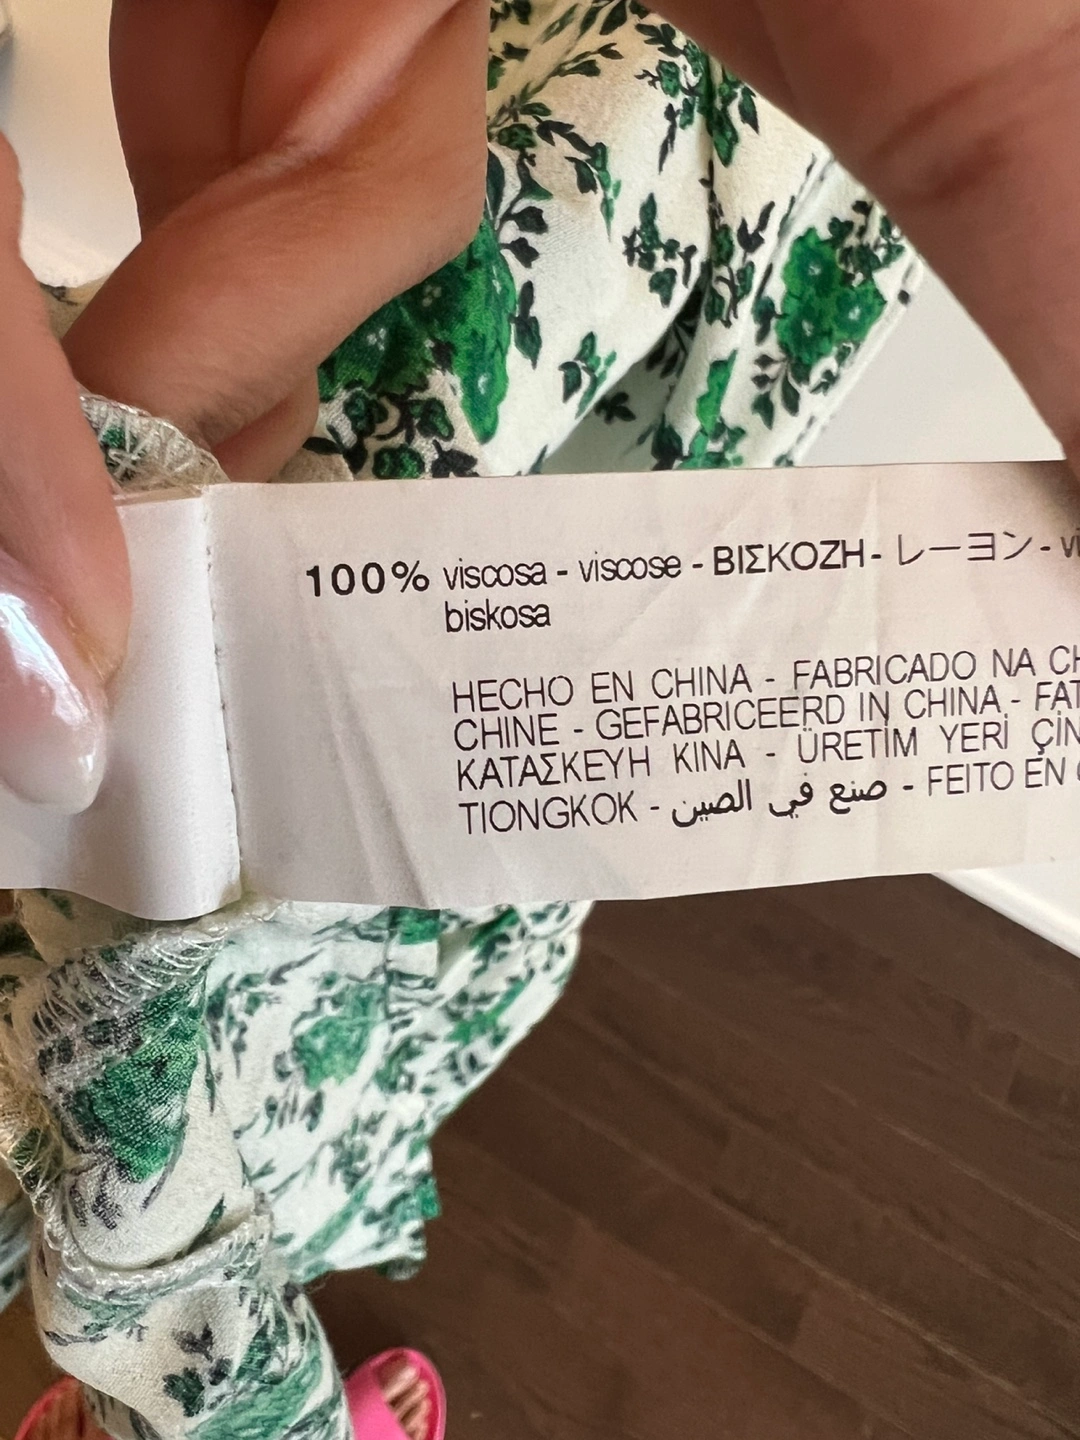 100% viscosa - viscose - ΒΙΣΚΟΖΗ - レーヨン -
biskosa
HECHO EN CHINA - FABRICADO NA
CHINE - GEFABRICEERD IN CHINA -
ΚΑΤΑΣΚΕΥΗ ΚΙΝΑ - ÜRETİM YERİ
TIONGKOK - صنع في الصين - FEITO EN